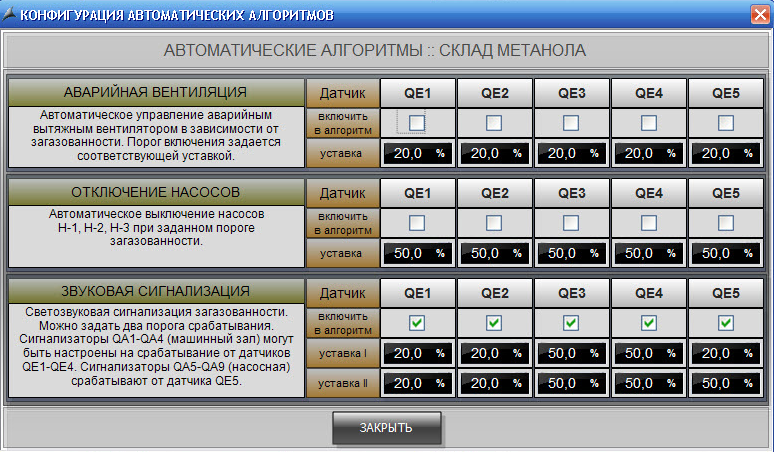 КОНФИГУРАЦИЯ АВТОМАТИЧЕСКИХ АЛГОРИТМОВ
АВТОМАТИЧЕСКИЕ АЛГОРИТМЫ :: СКЛАД МЕТАНОЛА
АВАРИЙНАЯ ВЕНТИЛЯЦИЯ
Автоматическое управление аварийным
вытяжным вентилятором в зависимости от
загазованности. Порог включения задается
соответствующей уставкой.
Датчик QE1 QE2 QE3 QE4 QE5
включить
в алгоритм
уставка 20,0 % 20,0 % 20,0 % 20,0 % 20,0 %
ОТКЛЮЧЕНИЕ НАСОСОВ
Автоматическое выключение насосов
Н-1, Н-2, Н-3 при заданном пороге
загазованности.
Датчик QE1 QE2 QE3 QE4 QE5
включить
в алгоритм
уставка 50,0 % 50,0 % 50,0 % 50,0 % 50,0 %
ЗВУКОВАЯ СИГНАЛИЗАЦИЯ
Светозвуковая сигнализация загазованности.
Можно задать два порога срабатывания.
Сигнализаторы QA1-QA4 (машинный зал) могут
быть настроены на срабатывание от датчиков
QE1-QE4. Сигнализаторы QA5-QA9 (насосная)
срабатывают от датчика QE5.
Датчик QE1 QE2 QE3 QE4 QE5
включить
в алгоритм
уставка I 20,0 % 20,0 % 50,0 % 50,0 % 50,0 %
уставка II 20,0 % 20,0 % 50,0 % 50,0 % 50,0 %
ЗАКРЫТЬ